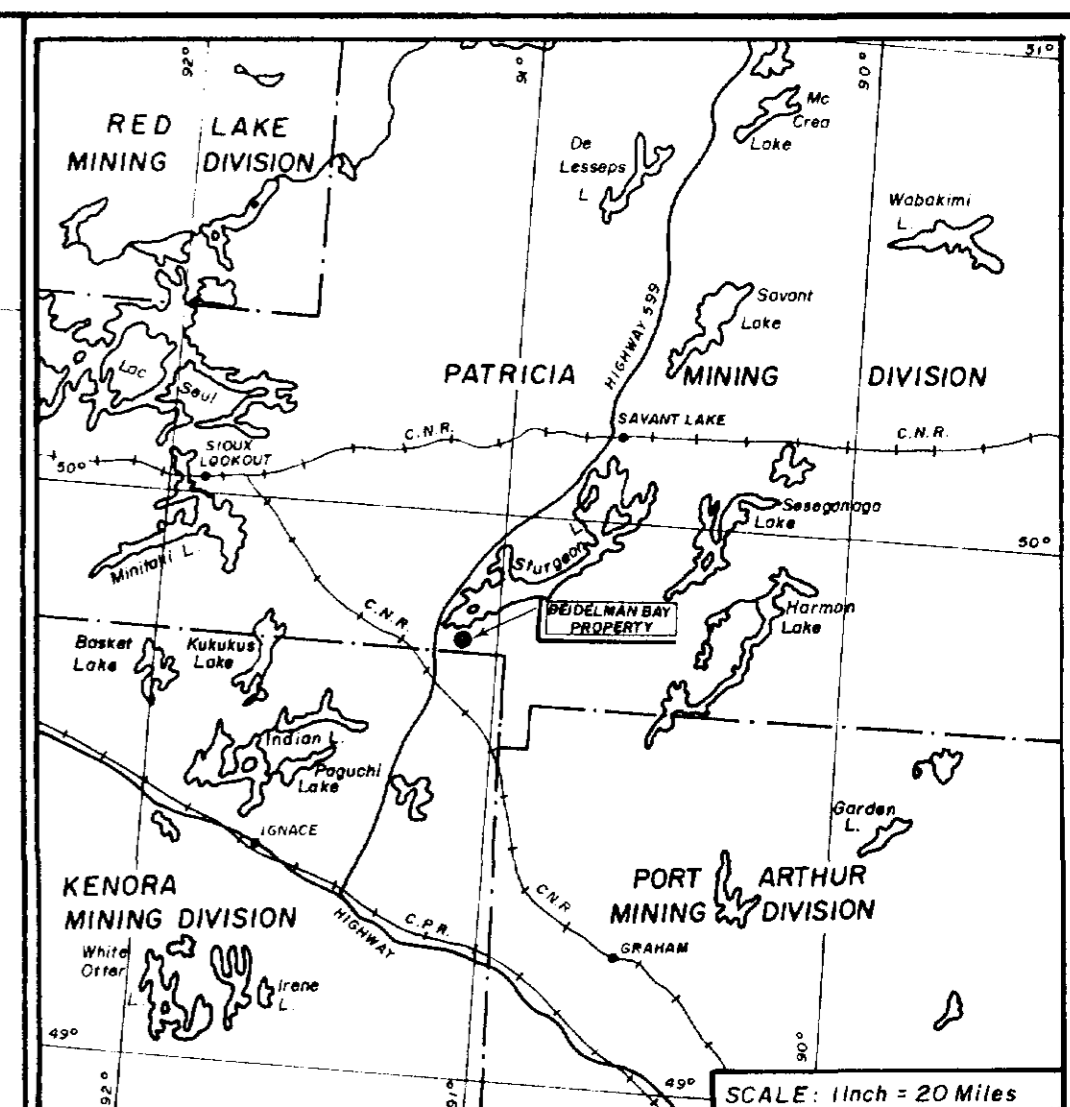 92°
91°
90°
51°
RED LAKE
MINING DIVISION
De
Lesseps
L.
Mc
Crea
Lake
Wabakimi
L.
Savant
Lake
HIGHWAY 599
PATRICIA MINING DIVISION
Lac
Seul
SIOUX
LOOKOUT
C.N.R.
SAVANT LAKE
C.N.R.
50°
Minitaki L.
Sturgeon
L.
Seseganaga
Lake
50°
C.N.R.
BEIDELMAN BAY
PROPERTY
Harmon
Lake
Basket
Lake
Kukukus
Lake
Indian L.
Paguchi
Lake
IGNACE
Garden
L.
KENORA
MINING DIVISION
HIGHWAY
C.P.R.
C.N.R.
PORT ARTHUR
MINING DIVISION
GRAHAM
White
Otter
L.
Irene
L.
49°
92°
91°
49°
90°
SCALE: 1 Inch = 20 Miles